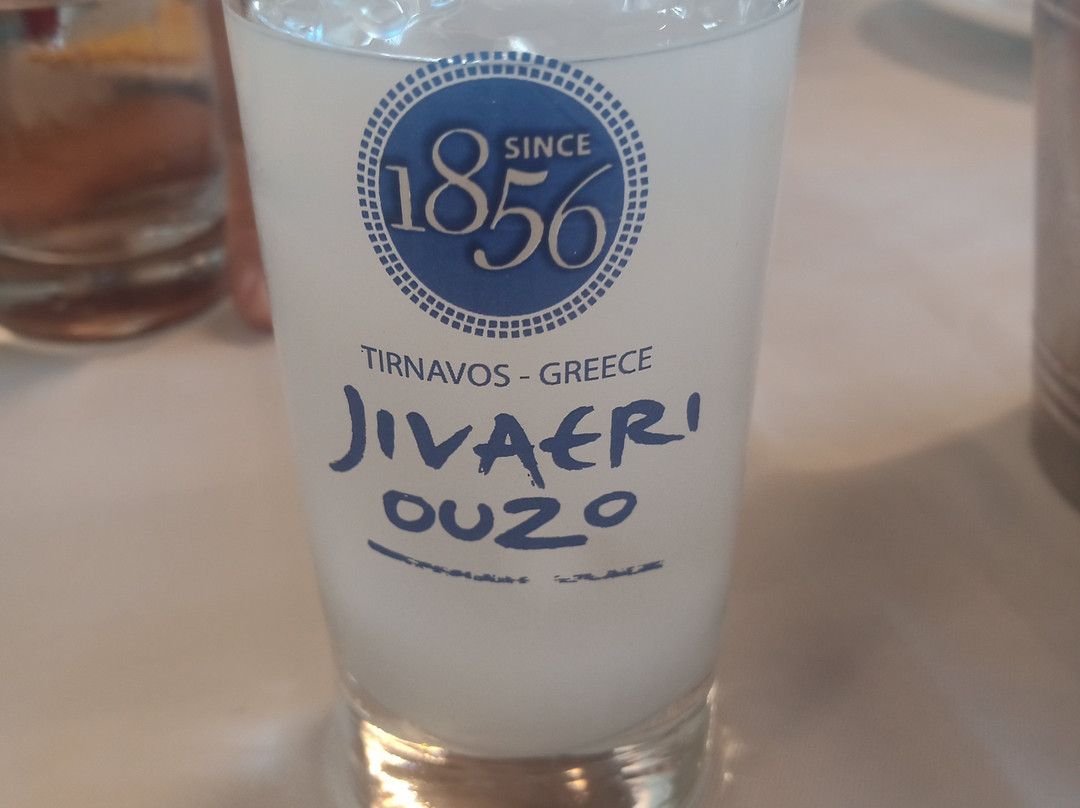 SINCE
1856
TIRNAVOS - GREECE
JIVAERI
OUZO